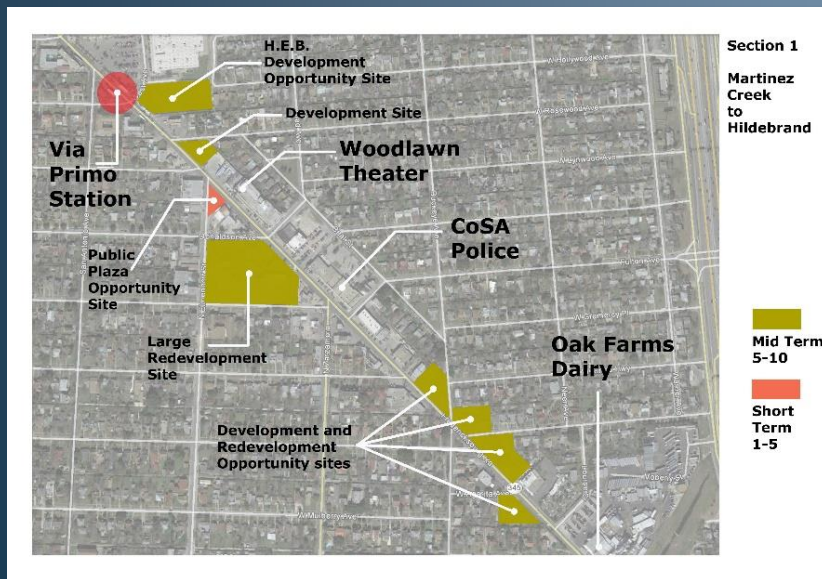 H.E.B.
Development
Opportunity Site
Development Site
Via
Primo
Station
Woodlawn
Theater
CoSA
Police
Public
Plaza
Opportunity
Site
Large
Redevelopment
Site
Oak Farms
Dairy
Development and
Redevelopment
Opportunity sites
Section 1
Martinez
Creek
to
Hildebrand
Mid Term
5-10
Short
Term
1-5
W Mulberry Ave